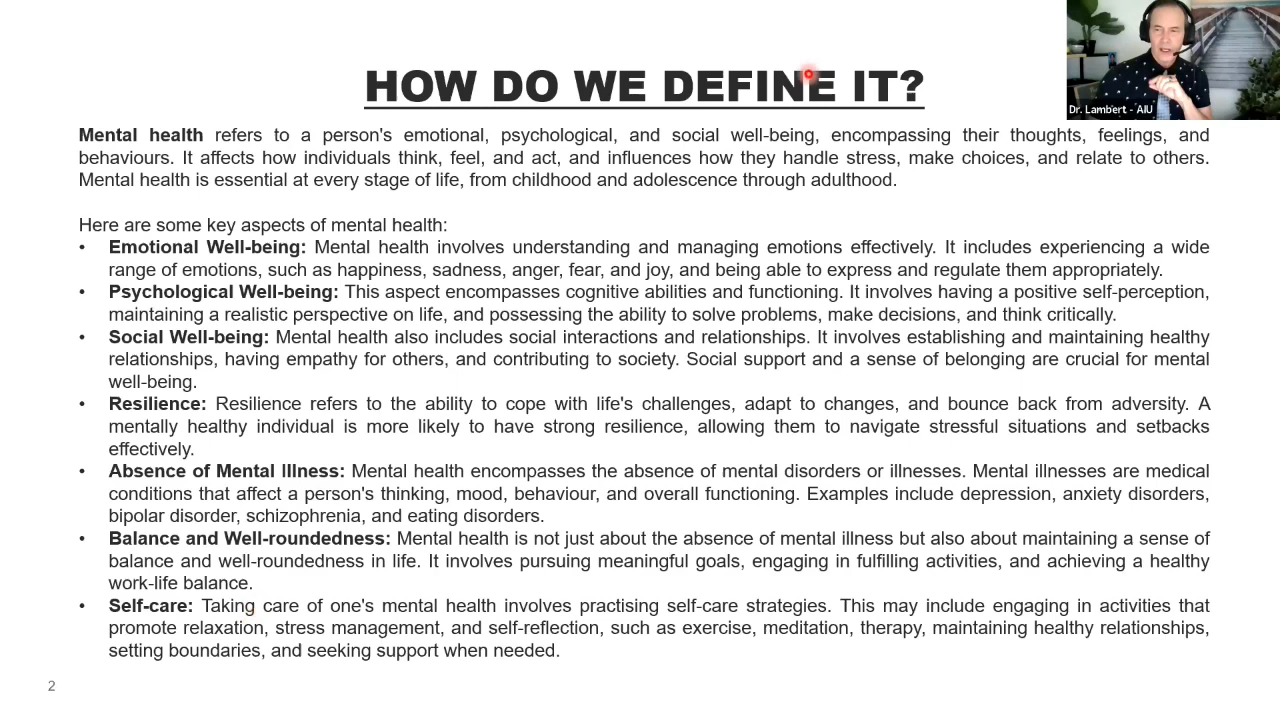 HOW DO WE DEFINE IT?
Dr. Lambert - AIU
Mental health refers to a person's emotional, psychological, and social well-being, encompassing their thoughts, feelings, and
behaviours. It affects how individuals think, feel, and act, and influences how they handle stress, make choices, and relate to others.
Mental health is essential at every stage of life, from childhood and adolescence through adulthood.
Here are some key aspects of mental health:
• Emotional Well-being: Mental health involves understanding and managing emotions effectively. It includes experiencing a wide
range of emotions, such as happiness, sadness, anger, fear, and joy, and being able to express and regulate them appropriately.
• Psychological Well-being: This aspect encompasses cognitive abilities and functioning. It involves having a positive self-perception,
maintaining a realistic perspective on life, and possessing the ability to solve problems, make decisions, and think critically.
• Social Well-being: Mental health also includes social interactions and relationships. It involves establishing and maintaining healthy
relationships, having empathy for others, and contributing to society. Social support and a sense of belonging are crucial for mental
well-being.
• Resilience: Resilience refers to the ability to cope with life's challenges, adapt to changes, and bounce back from adversity. A
mentally healthy individual is more likely to have strong resilience, allowing them to navigate stressful situations and setbacks
effectively.
• Absence of Mental Illness: Mental health encompasses the absence of mental disorders or illnesses. Mental illnesses are medical
conditions that affect a person's thinking, mood, behaviour, and overall functioning. Examples include depression, anxiety disorders,
bipolar disorder, schizophrenia, and eating disorders.
• Balance and Well-roundedness: Mental health is not just about the absence of mental illness but also about maintaining a sense of
balance and well-roundedness in life. It involves pursuing meaningful goals, engaging in fulfilling activities, and achieving a healthy
work-life balance.
• Self-care: Taking care of one's mental health involves practising self-care strategies. This may include engaging in activities that
promote relaxation, stress management, and self-reflection, such as exercise, meditation, therapy, maintaining healthy relationships,
setting boundaries, and seeking support when needed.
2